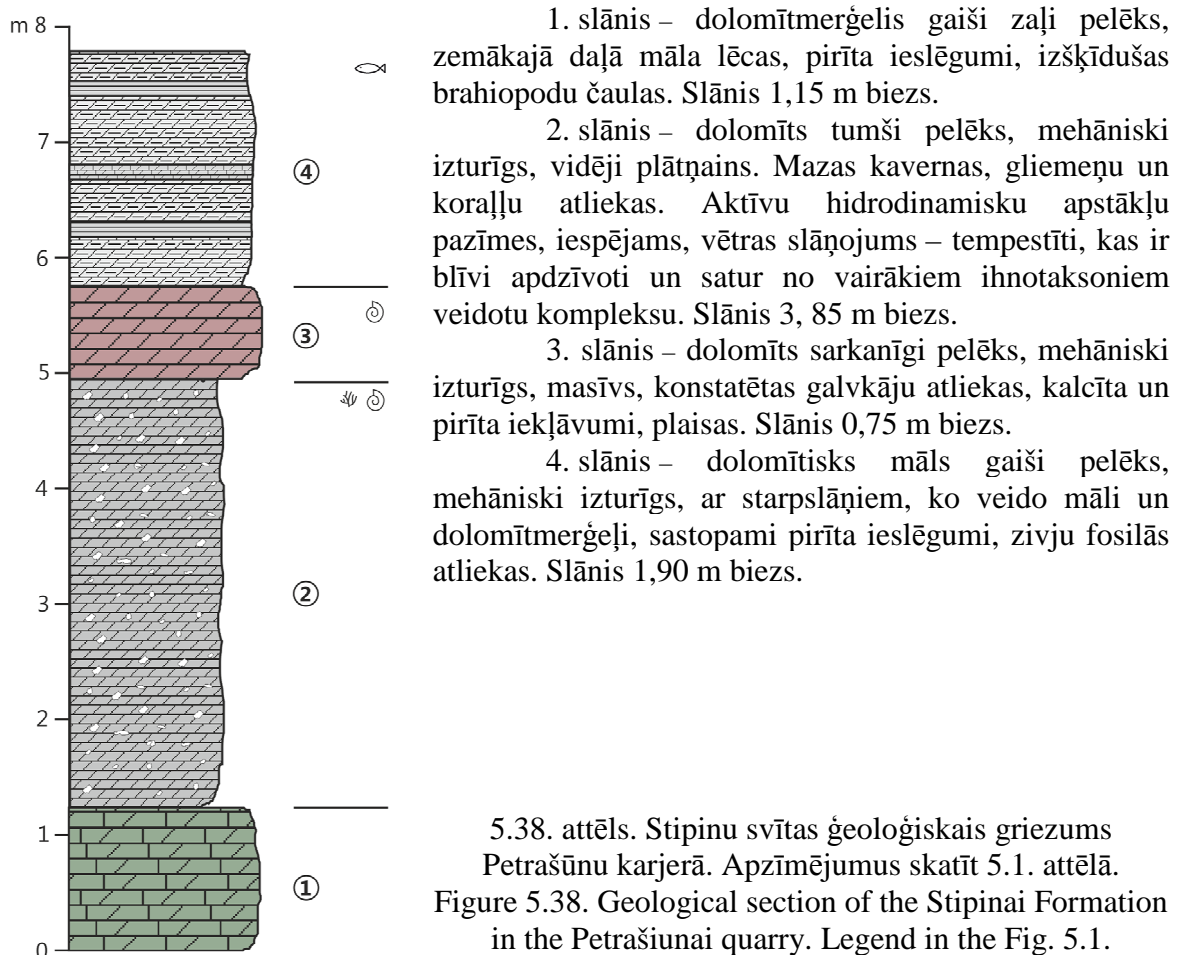 m 8
7
④
6
③
5
4
3
②
2
1
①
0
1. slānis – dolomītmerģelis gaiši zaļi pelēks,
zemākajā daļā māla lēcas, pirīta ieslēgumi, izšķīdušas
brahiopodu čaulas. Slānis 1,15 m biezs.
2. slānis – dolomīts tumši pelēks, mehāniski
izturīgs, vidēji plātņains. Mazas kavernas, gliemeņu un
koraļļu atliekas. Aktīvu hidrodinamisku apstākļu
pazīmes, iespējams, vētras slāņojums – tempestīti, kas ir
blīvi apdzīvoti un satur no vairākiem ihnotaksoniem
veidotu kompleksu. Slānis 3, 85 m biezs.
3. slānis – dolomīts sarkanīgi pelēks, mehāniski
izturīgs, masīvs, konstatētas galvkāju atliekas, kalcīta un
pirīta iekļāvumi, plaisas. Slānis 0,75 m biezs.
4. slānis – dolomītisks māls gaiši pelēks,
mehāniski izturīgs, ar starpslāņiem, ko veido māli un
dolomītmerģeļi, sastopami pirīta ieslēgumi, zivju fosilās
atliekas. Slānis 1,90 m biezs.
5.38. attēls. Stipinu svītas ģeoloģiskais griezums
Petrašūnu karjerā. Apzīmējumus skatīt 5.1. attēlā.
Figure 5.38. Geological section of the Stipinai Formation
in the Petrašiunai quarry. Legend in the Fig. 5.1.